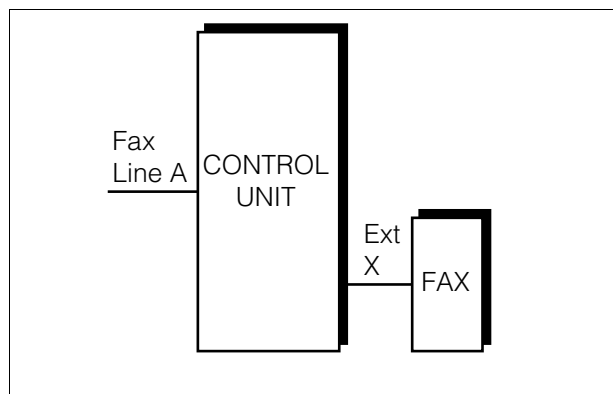 Fax
Line A
CONTROL
UNIT
Ext
X
FAX